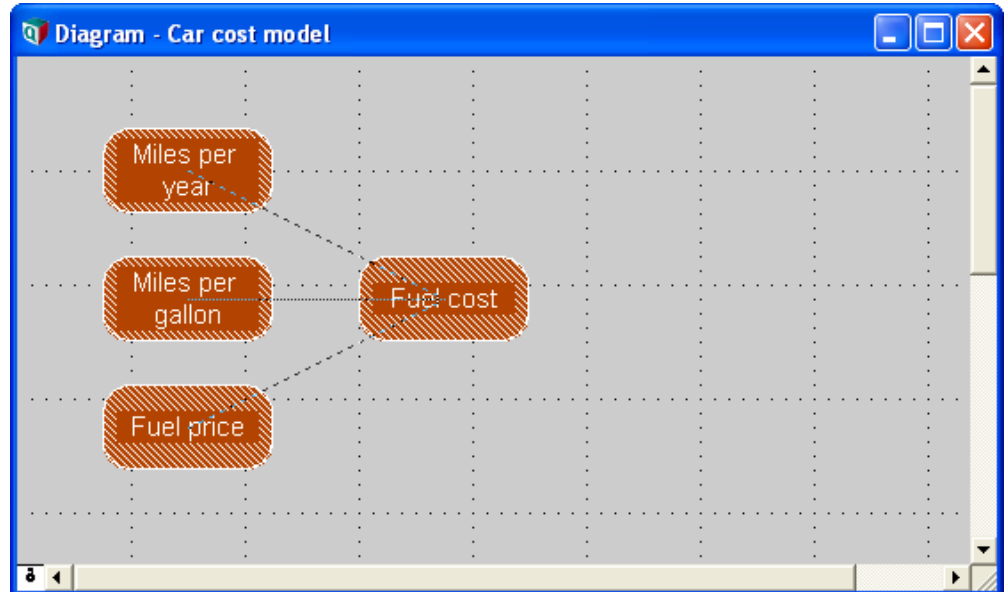 Diagram - Car cost model
Miles per
year
Miles per
gallon
Fuel cost
Fuel price